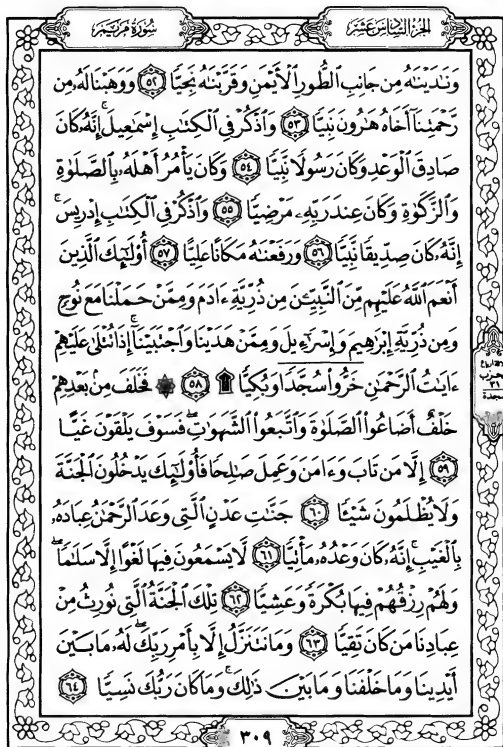 سُورَةُ مَرْيَمَ
الجزء السادس عشر
وَنَٰدَيْنَٰهُ مِن جَانِبِ ٱلطُّورِ ٱلْأَيْمَنِ وَقَرَّبْنَٰهُ نَجِيًّا ٥٢ وَوَهَبْنَا لَهُۥ مِن
رَّحْمَتِنَآ أَخَاهُ هَٰرُونَ نَبِيًّا ٥٣ وَٱذْكُرْ فِى ٱلْكِتَٰبِ إِسْمَٰعِيلَ ۚ إِنَّهُۥ كَانَ
صَادِقَ ٱلْوَعْدِ وَكَانَ رَسُولًا نَّبِيًّا ٥٤ وَكَانَ يَأْمُرُ أَهْلَهُۥ بِٱلصَّلَوٰةِ
وَٱلزَّكَوٰةِ وَكَانَ عِندَ رَبِّهِۦ مَرْضِيًّا ٥٥ وَٱذْكُرْ فِى ٱلْكِتَٰبِ إِدْرِيسَ ۚ
إِنَّهُۥ كَانَ صِدِّيقًا نَّبِيًّا ٥٦ وَرَفَعْنَٰهُ مَكَانًا عَلِيًّا ٥٧ أُو۟لَٰٓئِكَ ٱلَّذِينَ
أَنْعَمَ ٱللَّهُ عَلَيْهِم مِّنَ ٱلنَّبِيِّۦنَ مِن ذُرِّيَّةِ ءَادَمَ وَمِمَّنْ حَمَلْنَا مَعَ نُوحٍ
وَمِن ذُرِّيَّةِ إِبْرَٰهِيمَ وَإِسْرَٰٓءِيلَ وَمِمَّنْ هَدَيْنَا وَٱجْتَبَيْنَآ ۚ إِذَا تُتْلَىٰ عَلَيْهِمْ
ءَايَٰتُ ٱلرَّحْمَٰنِ خَرُّوا۟ سُجَّدًا وَبُكِيًّا ۩ ٥٨ ۞ فَخَلَفَ مِنۢ بَعْدِهِمْ
خَلْفٌ أَضَاعُوا۟ ٱلصَّلَوٰةَ وَٱتَّبَعُوا۟ ٱلشَّهَوَٰتِ ۖ فَسَوْفَ يَلْقَوْنَ غَيًّا
٥٩ إِلَّا مَن تَابَ وَءَامَنَ وَعَمِلَ صَٰلِحًا فَأُو۟لَٰٓئِكَ يَدْخُلُونَ ٱلْجَنَّةَ
وَلَا يُظْلَمُونَ شَيْـًٔا ٦٠ جَنَّٰتِ عَدْنٍ ٱلَّتِى وَعَدَ ٱلرَّحْمَٰنُ عِبَادَهُۥ
بِٱلْغَيْبِ ۚ إِنَّهُۥ كَانَ وَعْدُهُۥ مَأْتِيًّا ٦١ لَّا يَسْمَعُونَ فِيهَا لَغْوًا إِلَّا سَلَٰمًا ۖ
وَلَهُمْ رِزْقُهُمْ فِيهَا بُكْرَةً وَعَشِيًّا ٦٢ تِلْكَ ٱلْجَنَّةُ ٱلَّتِى نُورِثُ مِنْ
عِبَادِنَا مَن كَانَ تَقِيًّا ٦٣ وَمَا نَتَنَزَّلُ إِلَّا بِأَمْرِ رَبِّكَ ۖ لَهُۥ مَا بَيْنَ
أَيْدِينَا وَمَا خَلْفَنَا وَمَا بَيْنَ ذَٰلِكَ ۚ وَمَا كَانَ رَبُّكَ نَسِيًّا ٦٤
سجدة
٣٠٩